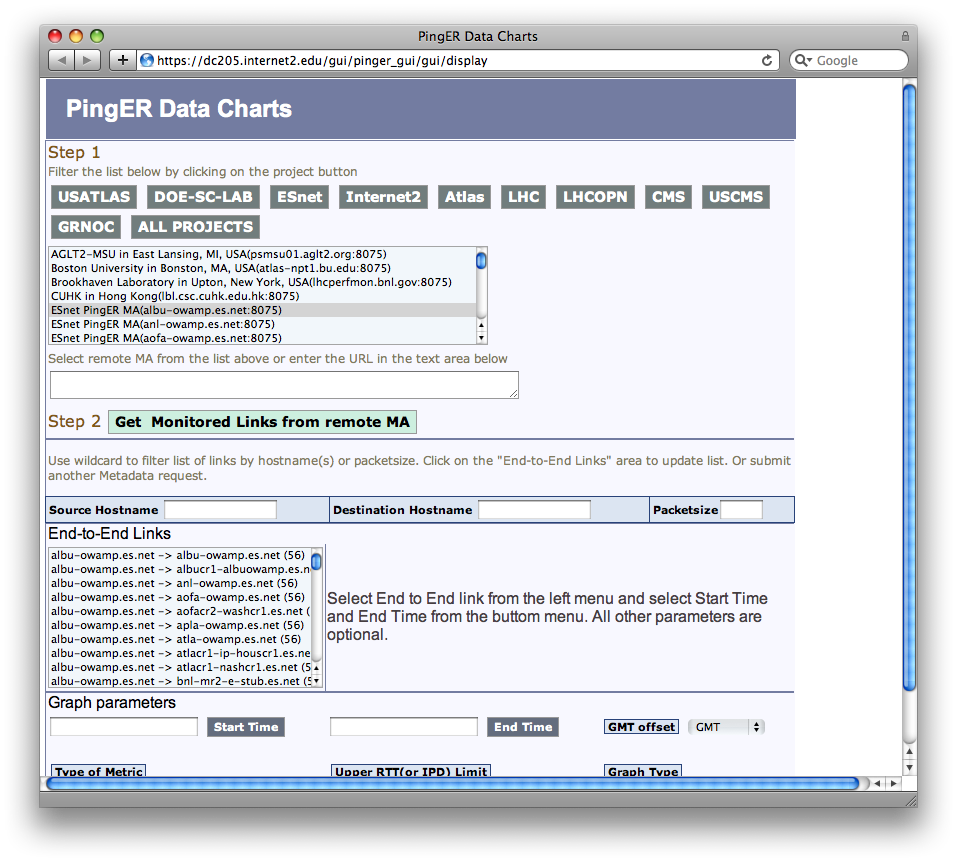 PingER Data Charts
https://dc205.internet2.edu/gui/pinger_gui/gui/display
Google
PingER Data Charts
Step 1
Filter the list below by clicking on the project button
USATLAS DOE-SC-LAB ESnet Internet2 Atlas LHC LHCOPN CMS USCMS
GRNOC ALL PROJECTS
AGLT2-MSU in East Lansing, MI, USA(psmsu01.aglt2.org:8075)
Boston University in Bonston, MA, USA(atlas-npt1.bu.edu:8075)
Brookhaven Laboratory in Upton, New York, USA(lhcperfmon.bnl.gov:8075)
CUHK in Hong Kong(lbl.csc.cuhk.edu.hk:8075)
ESnet PingER MA(albu-owamp.es.net:8075)
ESnet PingER MA(anl-owamp.es.net:8075)
ESnet PingER MA(aofa-owamp.es.net:8075)
Select remote MA from the list above or enter the URL in the text area below
Step 2 Get Monitored Links from remote MA
Use wildcard to filter list of links by hostname(s) or packetsize. Click on the "End-to-End Links" area to update list. Or submit
another Metadata request.
Source Hostname Destination Hostname Packetsize
End-to-End Links
albu-owamp.es.net -> albu-owamp.es.net (56)
albu-owamp.es.net -> albucr1-albuowamp.es.n
albu-owamp.es.net -> anl-owamp.es.net (56)
albu-owamp.es.net -> aofa-owamp.es.net (56)
albu-owamp.es.net -> aofacr2-washcr1.es.net (
albu-owamp.es.net -> apla-owamp.es.net (56)
albu-owamp.es.net -> atla-owamp.es.net (56)
albu-owamp.es.net -> atlacr1-ip-houscr1.es.ne
albu-owamp.es.net -> atlacr1-nashcr1.es.net (5
albu-owamp.es.net -> bnl-mr2-e-stub.es.net (5
Select End to End link from the left menu and select Start Time
and End Time from the buttom menu. All other parameters are
optional.
Graph parameters
Start Time End Time GMT offset GMT
Type of Metric Upper RTT(or IPD) Limit Graph Type